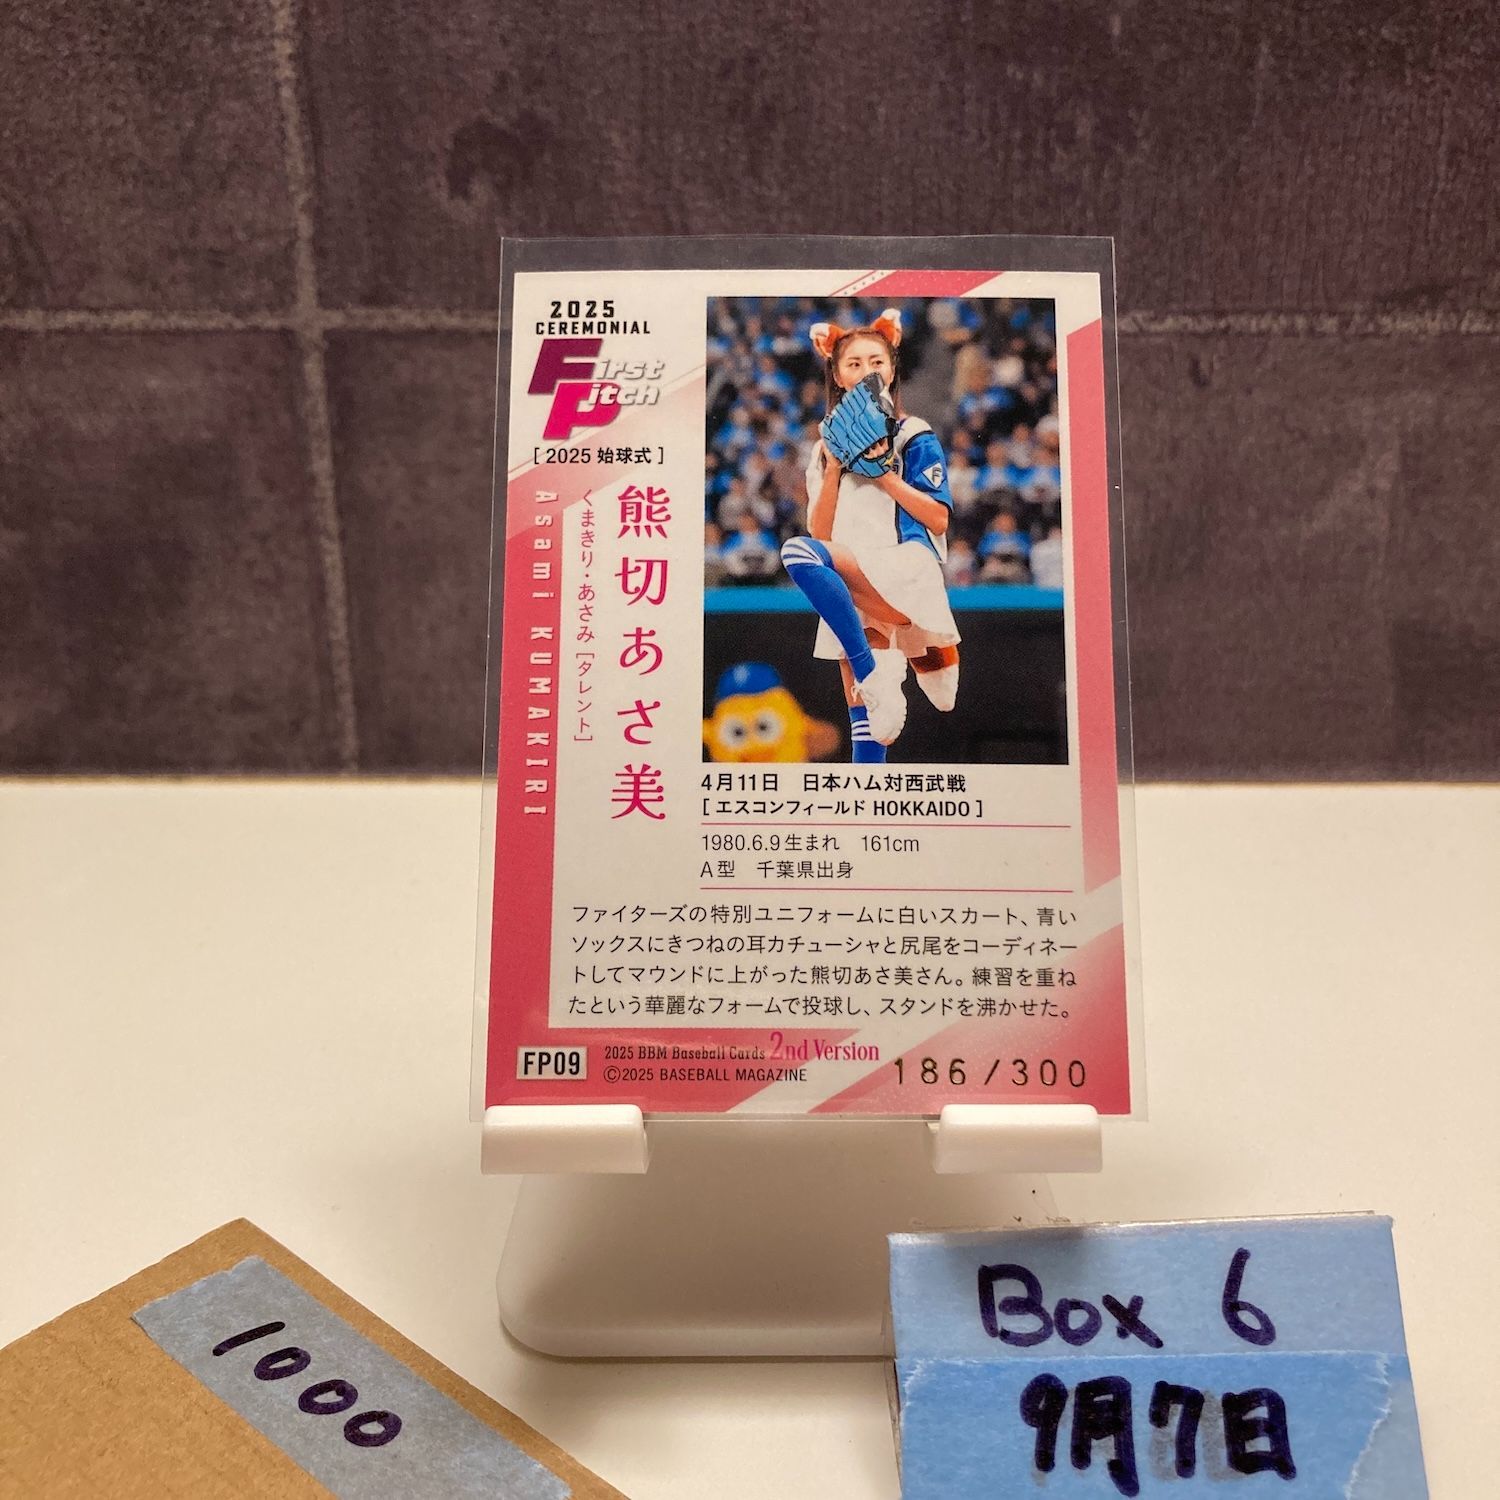 2025
CEREMONIAL
First
Pitch
[ 2025 始球式 ]
熊切あさ美
くまきり・あさみ [タレント]
Asami KUMAKIRI
F
4月11日　日本ハム対西武戦
[ エスコンフィールド HOKKAIDO ]
1980.6.9生まれ　161cm
A型　千葉県出身
ファイターズの特別ユニフォームに白いスカート、青い
ソックスにきつねの耳カチューシャと尻尾をコーディネー
トしてマウンドに上がった熊切あさ美さん。練習を重ね
たという華麗なフォームで投球し、スタンドを沸かせた。
FP09
2025 BBM Baseball Cards 2nd Version
©2025 BASEBALL MAGAZINE
186/300
1000
Box 6
9月7日